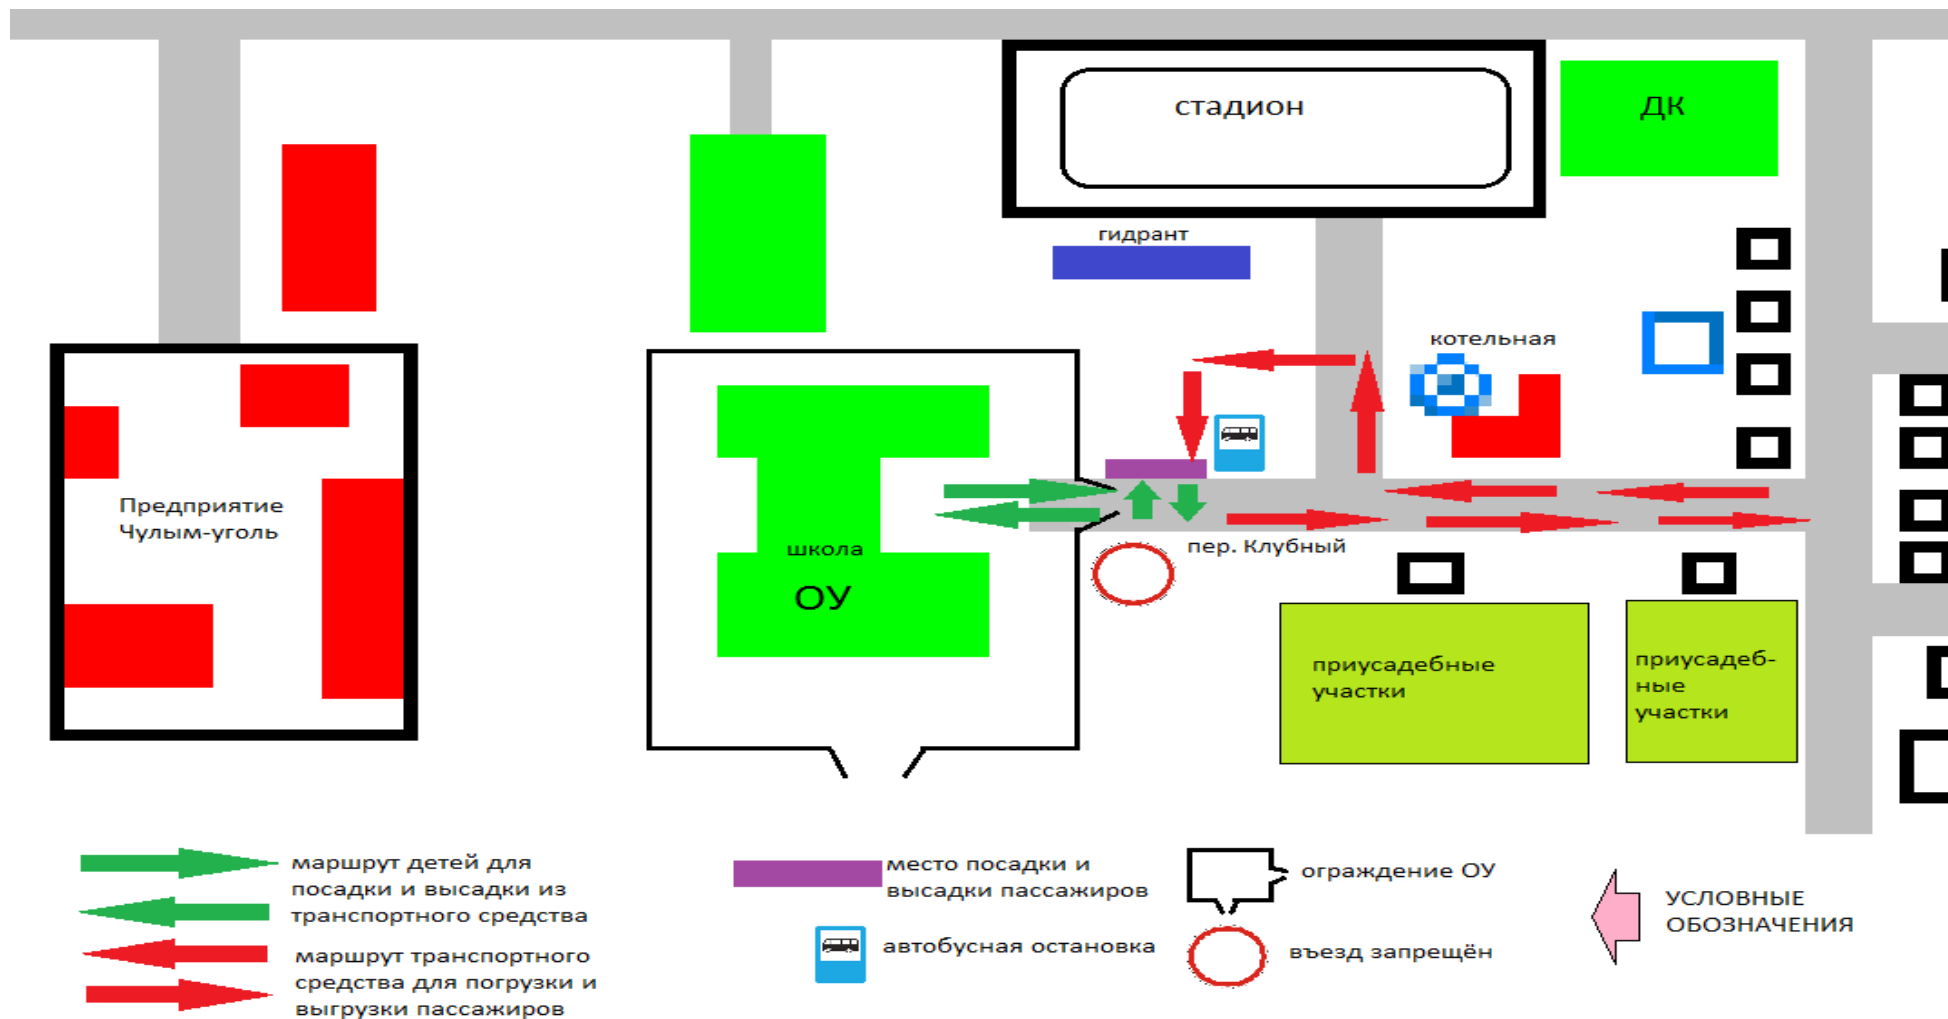 стадион
ДК
гидрант
котельная
Предприятие
Чулым-уголь
школа
ОУ
пер. Клубный
приусадебные
участки
приусадеб-
ные
участки
маршрут детей для
посадки и высадки из
транспортного средства
маршрут транспортного
средства для погрузки и
выгрузки пассажиров
место посадки и
высадки пассажиров
автобусная остановка
ограждение ОУ
въезд запрещён
УСЛОВНЫЕ
ОБОЗНАЧЕНИЯ